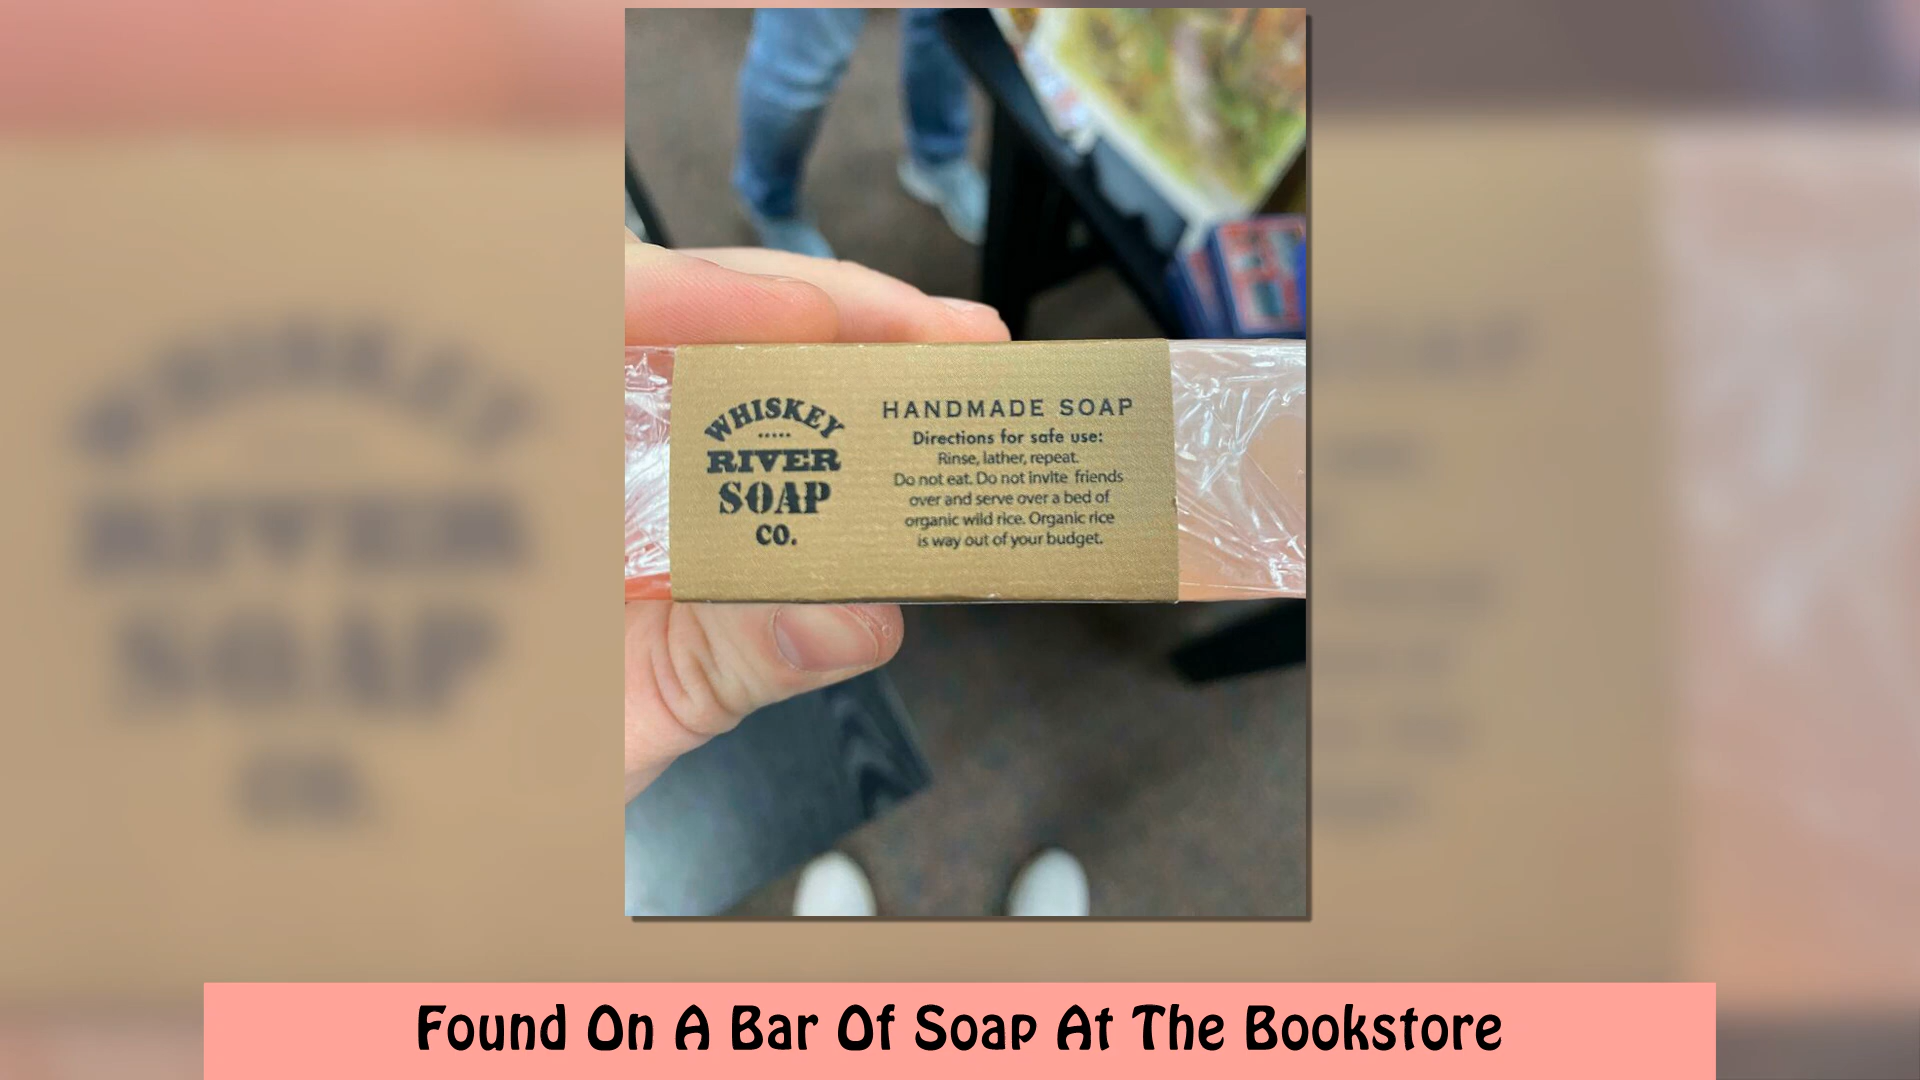 WHISKEY
RIVER
SOAP
CO.
HANDMADE SOAP
Directions for safe use:
Rinse, lather, repeat.
Do not eat. Do not invite friends
over and serve over a bed of
organic wild rice. Organic rice
is way out of your budget.
Found On A Bar Of Soap At The Bookstore